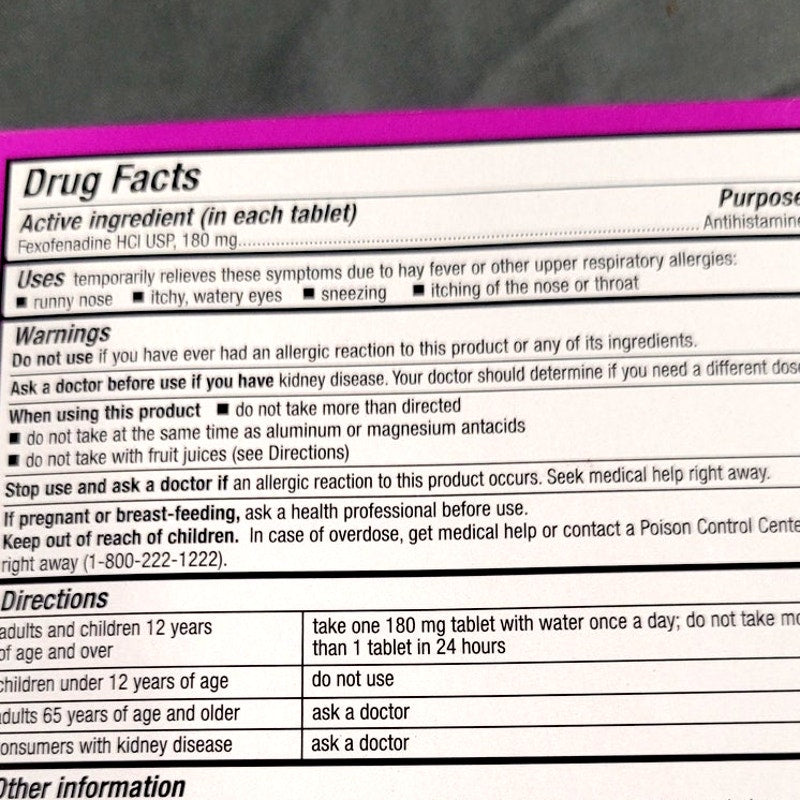 Drug Facts
Active ingredient (in each tablet) Purpose
Fexofenadine HCl USP, 180 mg........................................................................ Antihistamine
Uses temporarily relieves these symptoms due to hay fever or other upper respiratory allergies:
■ runny nose ■ itchy, watery eyes ■ sneezing ■ itching of the nose or throat
Warnings
Do not use if you have ever had an allergic reaction to this product or any of its ingredients.
Ask a doctor before use if you have kidney disease. Your doctor should determine if you need a different dose
When using this product ■ do not take more than directed
■ do not take at the same time as aluminum or magnesium antacids
■ do not take with fruit juices (see Directions)
Stop use and ask a doctor if an allergic reaction to this product occurs. Seek medical help right away.
If pregnant or breast-feeding, ask a health professional before use.
Keep out of reach of children. In case of overdose, get medical help or contact a Poison Control Cente
right away (1-800-222-1222).
Directions
adults and children 12 years take one 180 mg tablet with water once a day; do not take mo
of age and over than 1 tablet in 24 hours
children under 12 years of age do not use
adults 65 years of age and older ask a doctor
onsumers with kidney disease ask a doctor
Other information